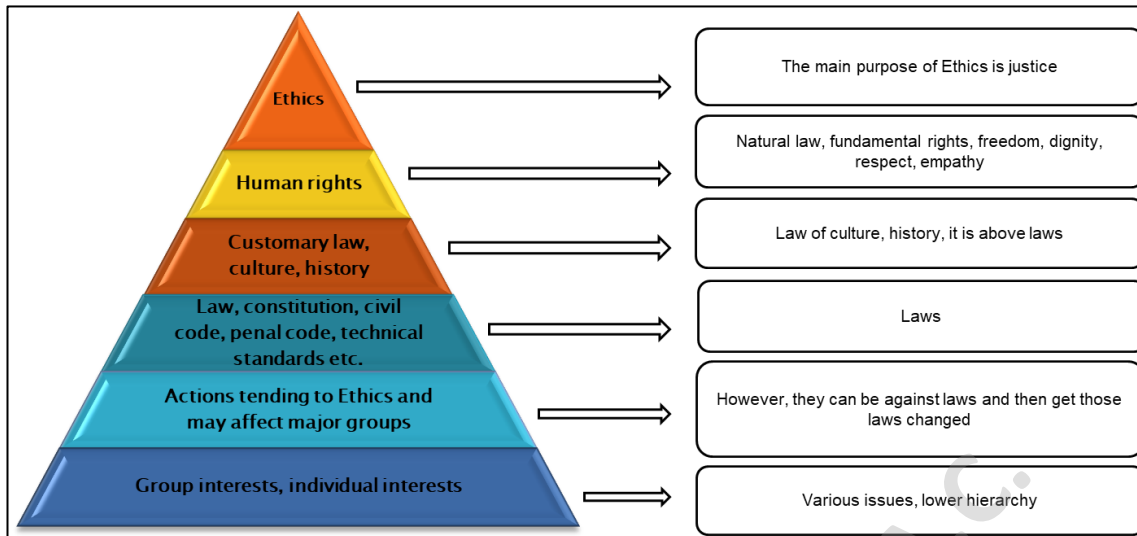 Ethics
The main purpose of Ethics is justice
Human rights
Natural law, fundamental rights, freedom, dignity,
respect, empathy
Customary law,
culture, history
Law of culture, history, it is above laws
Law, constitution, civil
code, penal code, technical
standards etc.
Laws
Actions tending to Ethics and
may affect major groups
However, they can be against laws and then get those
laws changed
Group interests, individual interests
Various issues, lower hierarchy